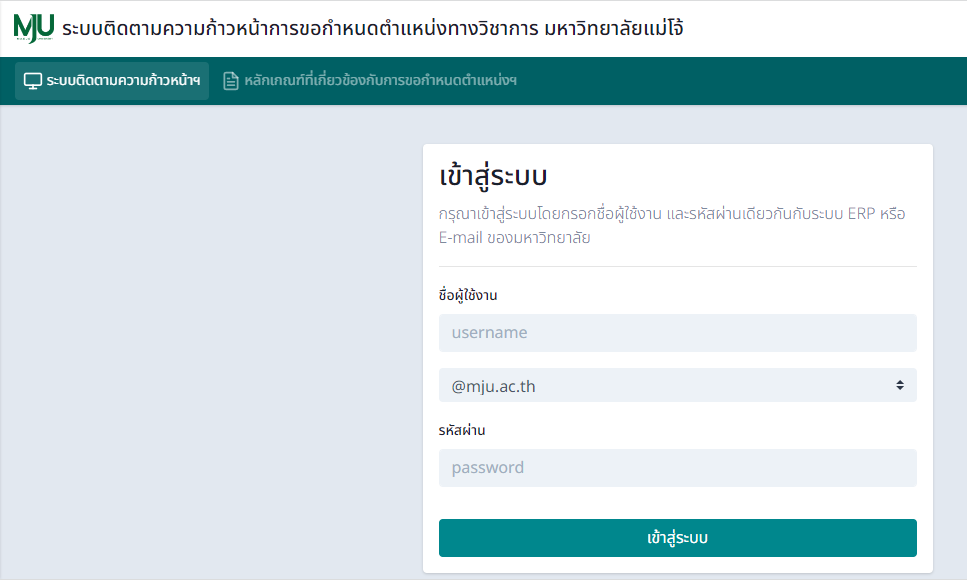 MJU ระบบติดตามความก้าวหน้าการขอกำหนดตำแหน่งทางวิชาการ มหาวิทยาลัยแม่โจ้
ระบบติดตามความก้าวหน้าฯ หลักเกณฑ์ที่เกี่ยวข้องกับการขอกำหนดตำแหน่งฯ
เข้าสู่ระบบ
กรุณาเข้าสู่ระบบโดยกรอกชื่อผู้ใช้งาน และรหัสผ่านเดียวกันกับระบบ ERP หรือ
E-mail ของมหาวิทยาลัย
ชื่อผู้ใช้งาน
username
@mju.ac.th
รหัสผ่าน
password
เข้าสู่ระบบ